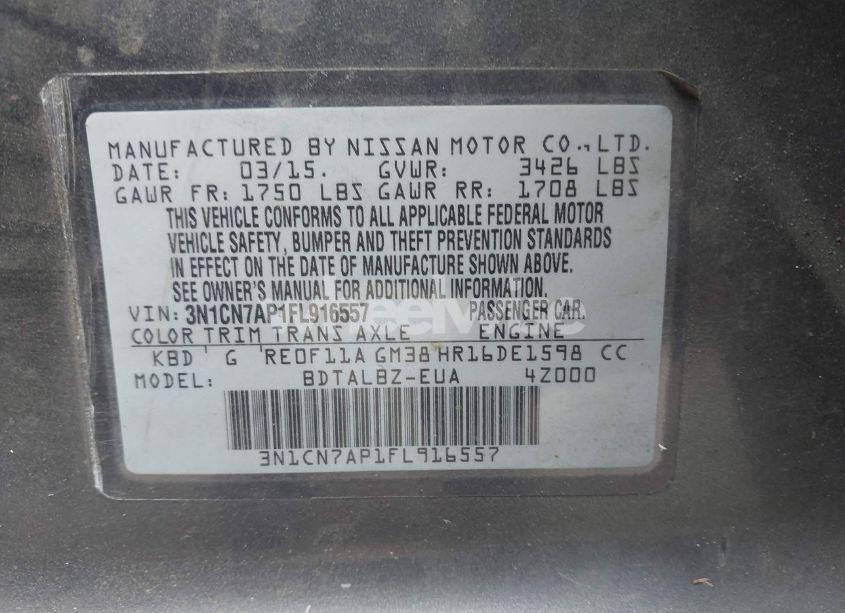 MANUFACTURED BY NISSAN MOTOR CO., LTD.
DATE: 03/15. GVWR: 3426 LBS
GAWR FR: 1750 LBS GAWR RR: 1708 LBS
THIS VEHICLE CONFORMS TO ALL APPLICABLE FEDERAL MOTOR
VEHICLE SAFETY, BUMPER AND THEFT PREVENTION STANDARDS
IN EFFECT ON THE DATE OF MANUFACTURE SHOWN ABOVE.
SEE OWNER'S MANUAL FOR ADDITIONAL INFORMATION.
VIN: 3N1CN7AP1FL916557 PASSENGER CAR.
COLOR TRIM TRANS AXLE ENGINE
KBD G RE0F11A GM38 HR16DE1598 CC
MODEL: BDTALBZ-EUA 4Z000
3N1CN7AP1FL916557